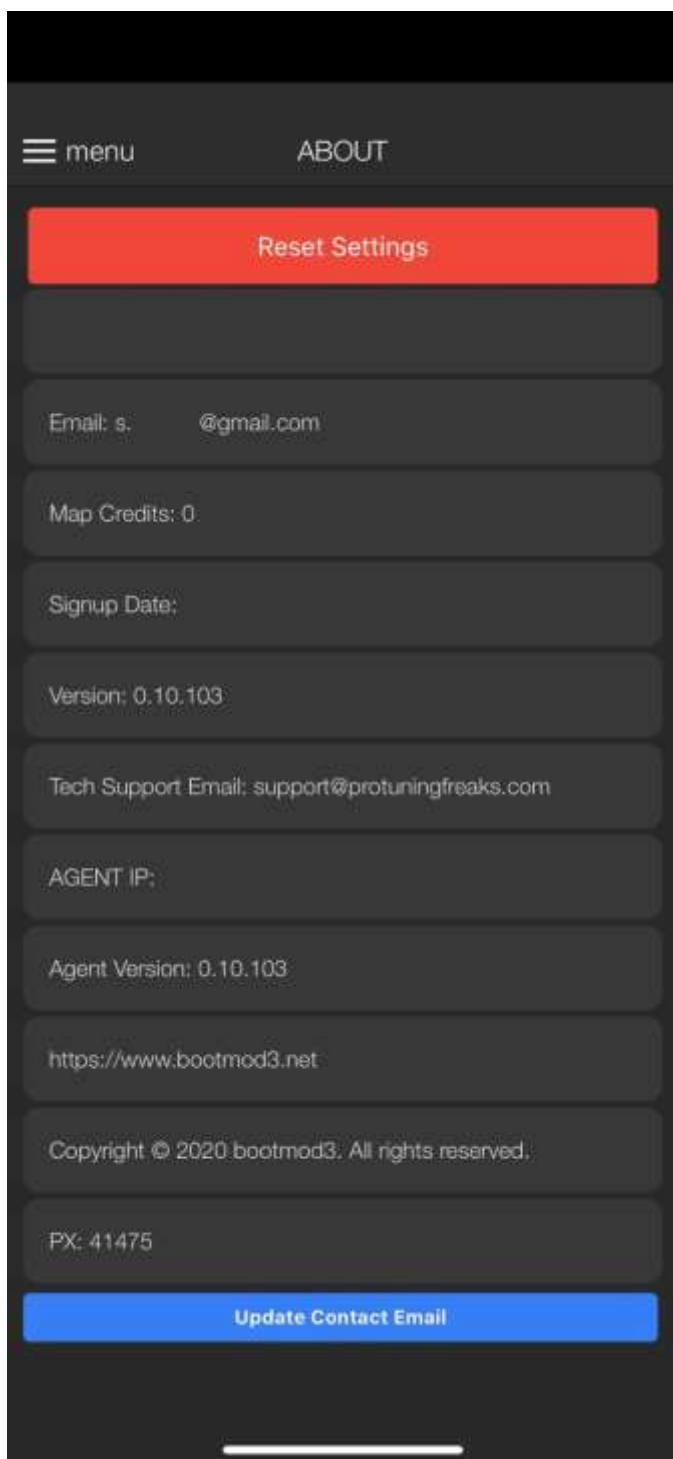 menu
ABOUT
Reset Settings
Email: s. @gmail.com
Map Credits: 0
Signup Date:
Version: 0.10.103
Tech Support Email: support@protuningfreaks.com
AGENT IP:
Agent Version: 0.10.103
https://www.bootmod3.net
Copyright © 2020 bootmod3. All rights reserved.
PX: 41475
Update Contact Email